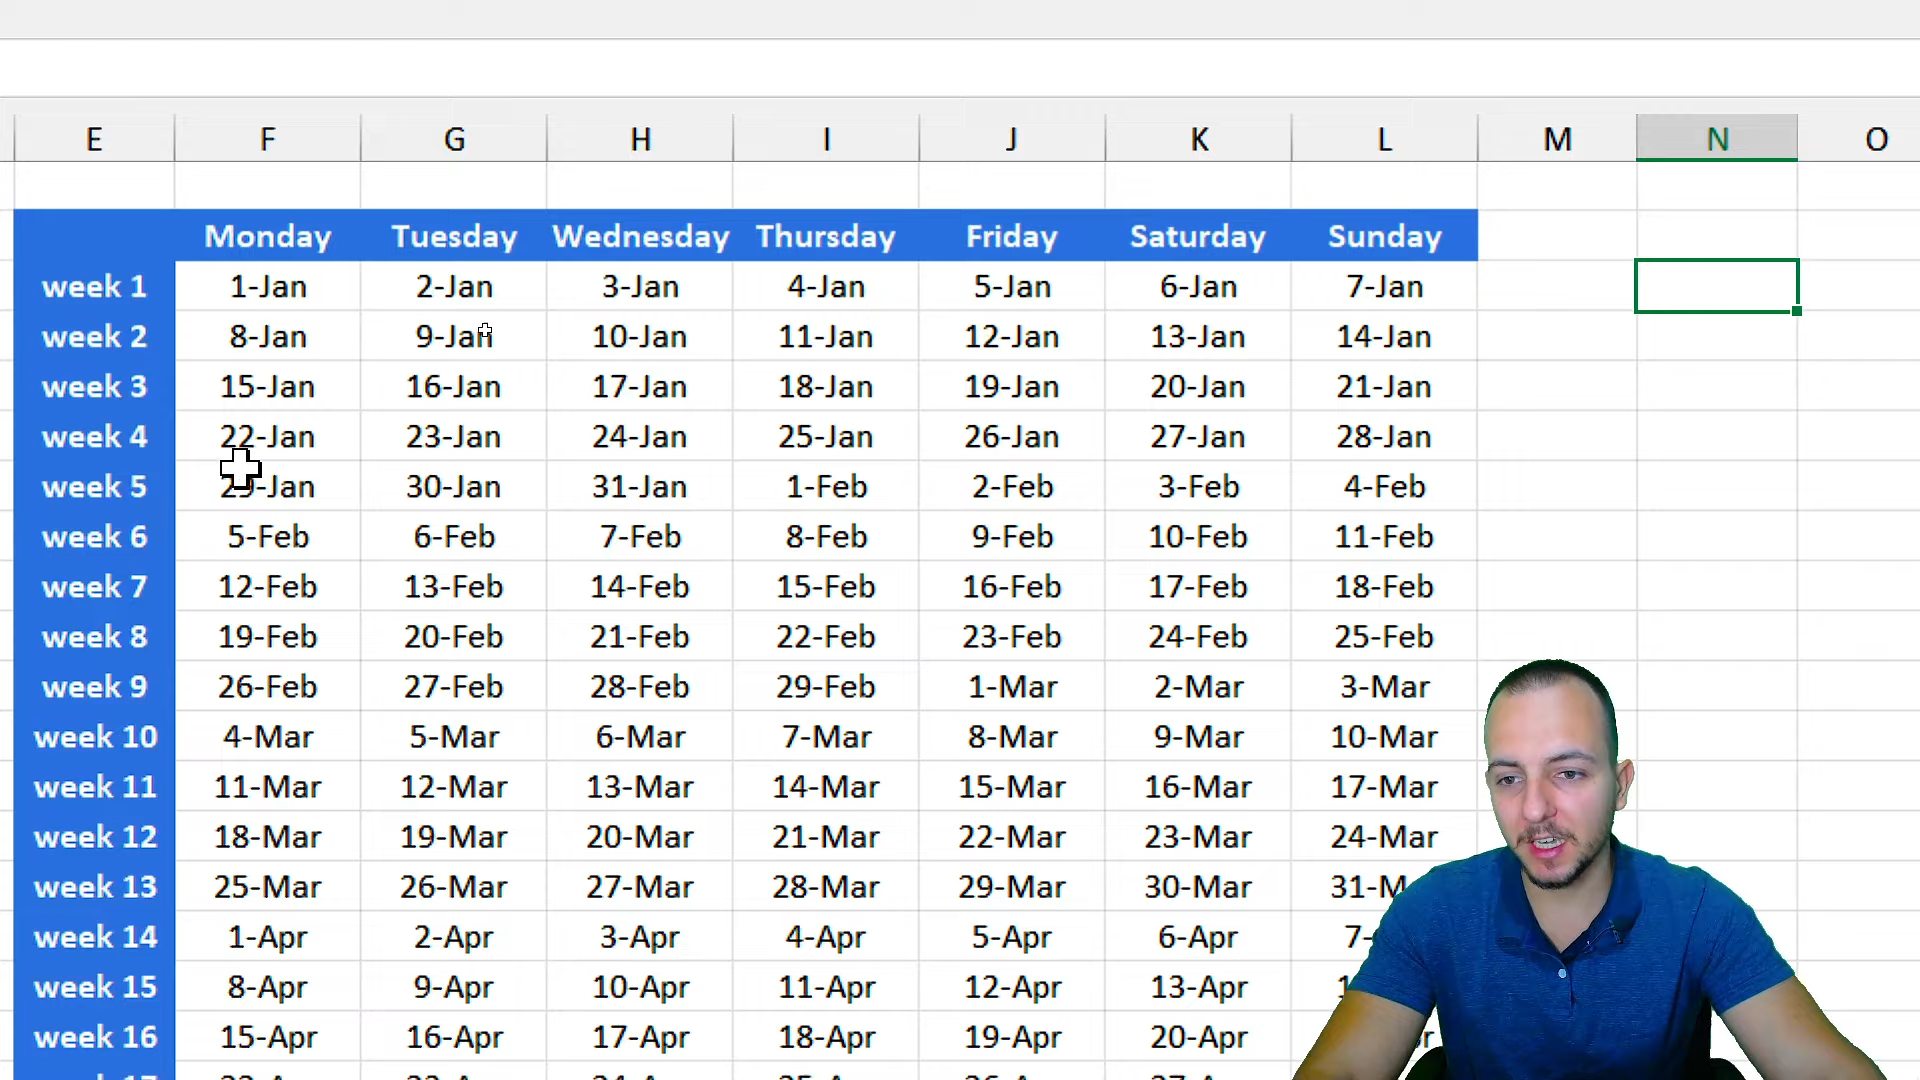 E F G H I J K L M N O
Monday Tuesday Wednesday Thursday Friday Saturday Sunday
week 1 1-Jan 2-Jan 3-Jan 4-Jan 5-Jan 6-Jan 7-Jan
week 2 8-Jan 9-Jan 10-Jan 11-Jan 12-Jan 13-Jan 14-Jan
week 3 15-Jan 16-Jan 17-Jan 18-Jan 19-Jan 20-Jan 21-Jan
week 4 22-Jan 23-Jan 24-Jan 25-Jan 26-Jan 27-Jan 28-Jan
week 5 29-Jan 30-Jan 31-Jan 1-Feb 2-Feb 3-Feb 4-Feb
week 6 5-Feb 6-Feb 7-Feb 8-Feb 9-Feb 10-Feb 11-Feb
week 7 12-Feb 13-Feb 14-Feb 15-Feb 16-Feb 17-Feb 18-Feb
week 8 19-Feb 20-Feb 21-Feb 22-Feb 23-Feb 24-Feb 25-Feb
week 9 26-Feb 27-Feb 28-Feb 29-Feb 1-Mar 2-Mar 3-Mar
week 10 4-Mar 5-Mar 6-Mar 7-Mar 8-Mar 9-Mar 10-Mar
week 11 11-Mar 12-Mar 13-Mar 14-Mar 15-Mar 16-Mar 17-Mar
week 12 18-Mar 19-Mar 20-Mar 21-Mar 22-Mar 23-Mar 24-Mar
week 13 25-Mar 26-Mar 27-Mar 28-Mar 29-Mar 30-Mar 31-M
week 14 1-Apr 2-Apr 3-Apr 4-Apr 5-Apr 6-Apr 7-
week 15 8-Apr 9-Apr 10-Apr 11-Apr 12-Apr 13-Apr
week 16 15-Apr 16-Apr 17-Apr 18-Apr 19-Apr 20-Apr